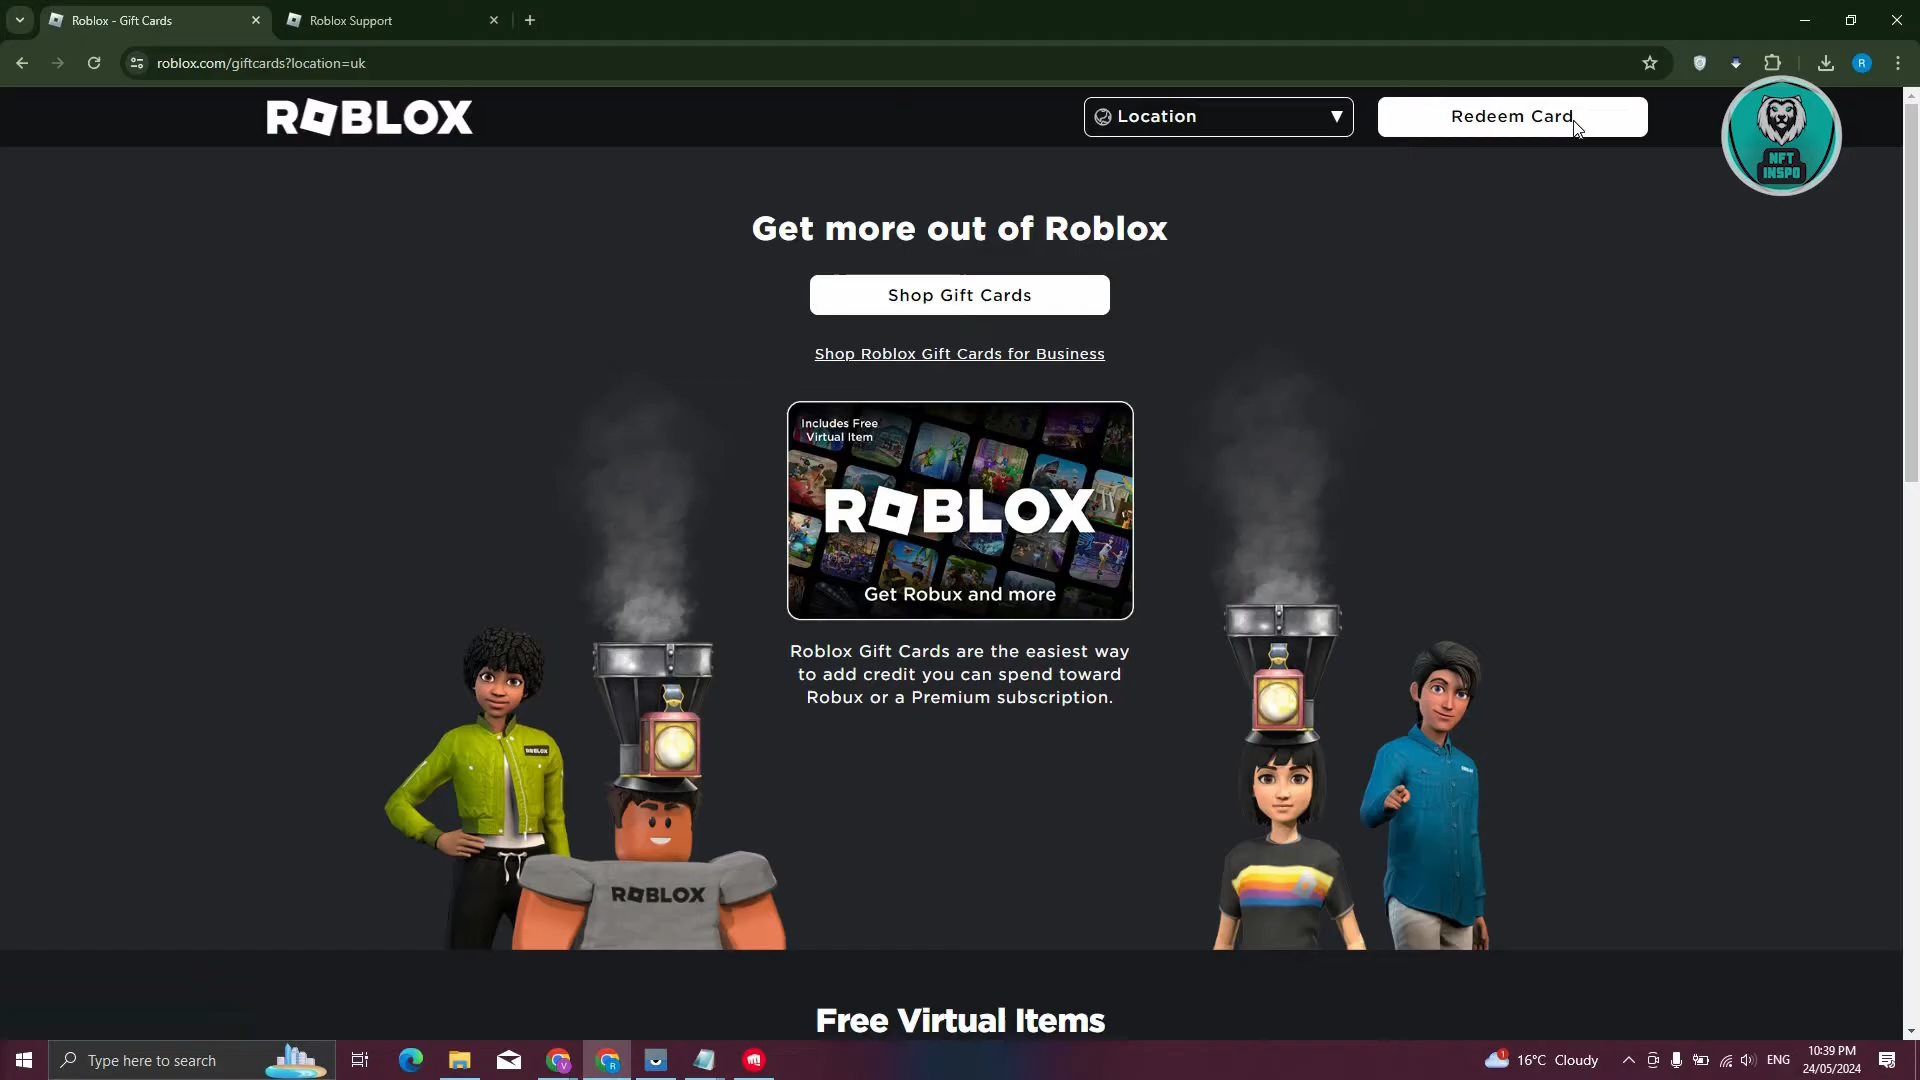 Roblox - Gift Cards
Roblox Support
roblox.com/giftcards?location=uk
R
ROBLOX
Location
Redeem Card
NFT
INSPO
Get more out of Roblox
Shop Gift Cards
Shop Roblox Gift Cards for Business
Includes Free
Virtual Item
ROBLOX
Get Robux and more
Roblox Gift Cards are the easiest way
to add credit you can spend toward
Robux or a Premium subscription.
ROBLOX
ROBLOX
Free Virtual Items
Type here to search
V
R
1
16°C Cloudy
ENG
10:39 PM
24/05/2024